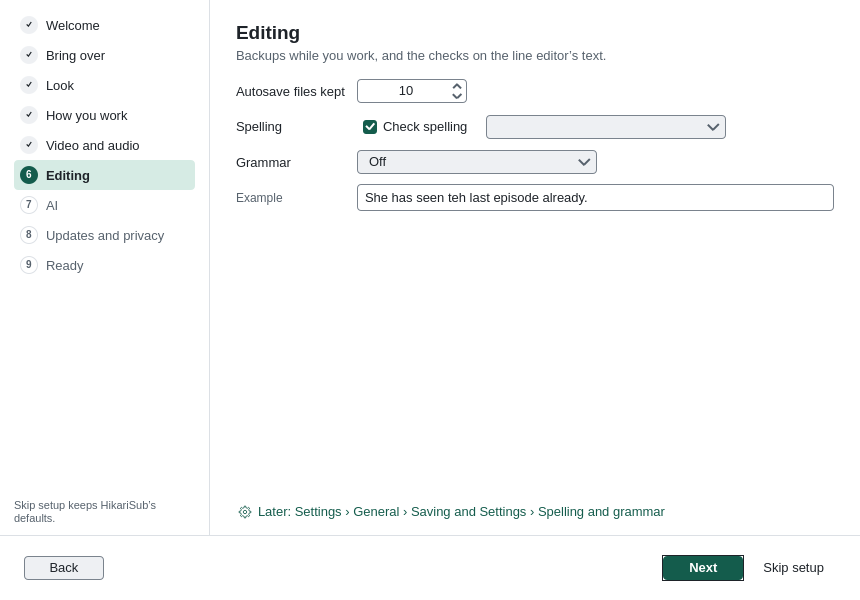 Welcome
Bring over
Look
How you work
Video and audio
6 Editing
7 AI
8 Updates and privacy
9 Ready
Skip setup keeps HikariSub's
defaults.
Editing
Backups while you work, and the checks on the line editor's text.
Autosave files kept 10
Spelling Check spelling
Grammar Off
Example She has seen teh last episode already.
Later: Settings › General › Saving and Settings › Spelling and grammar
Back Next Skip setup